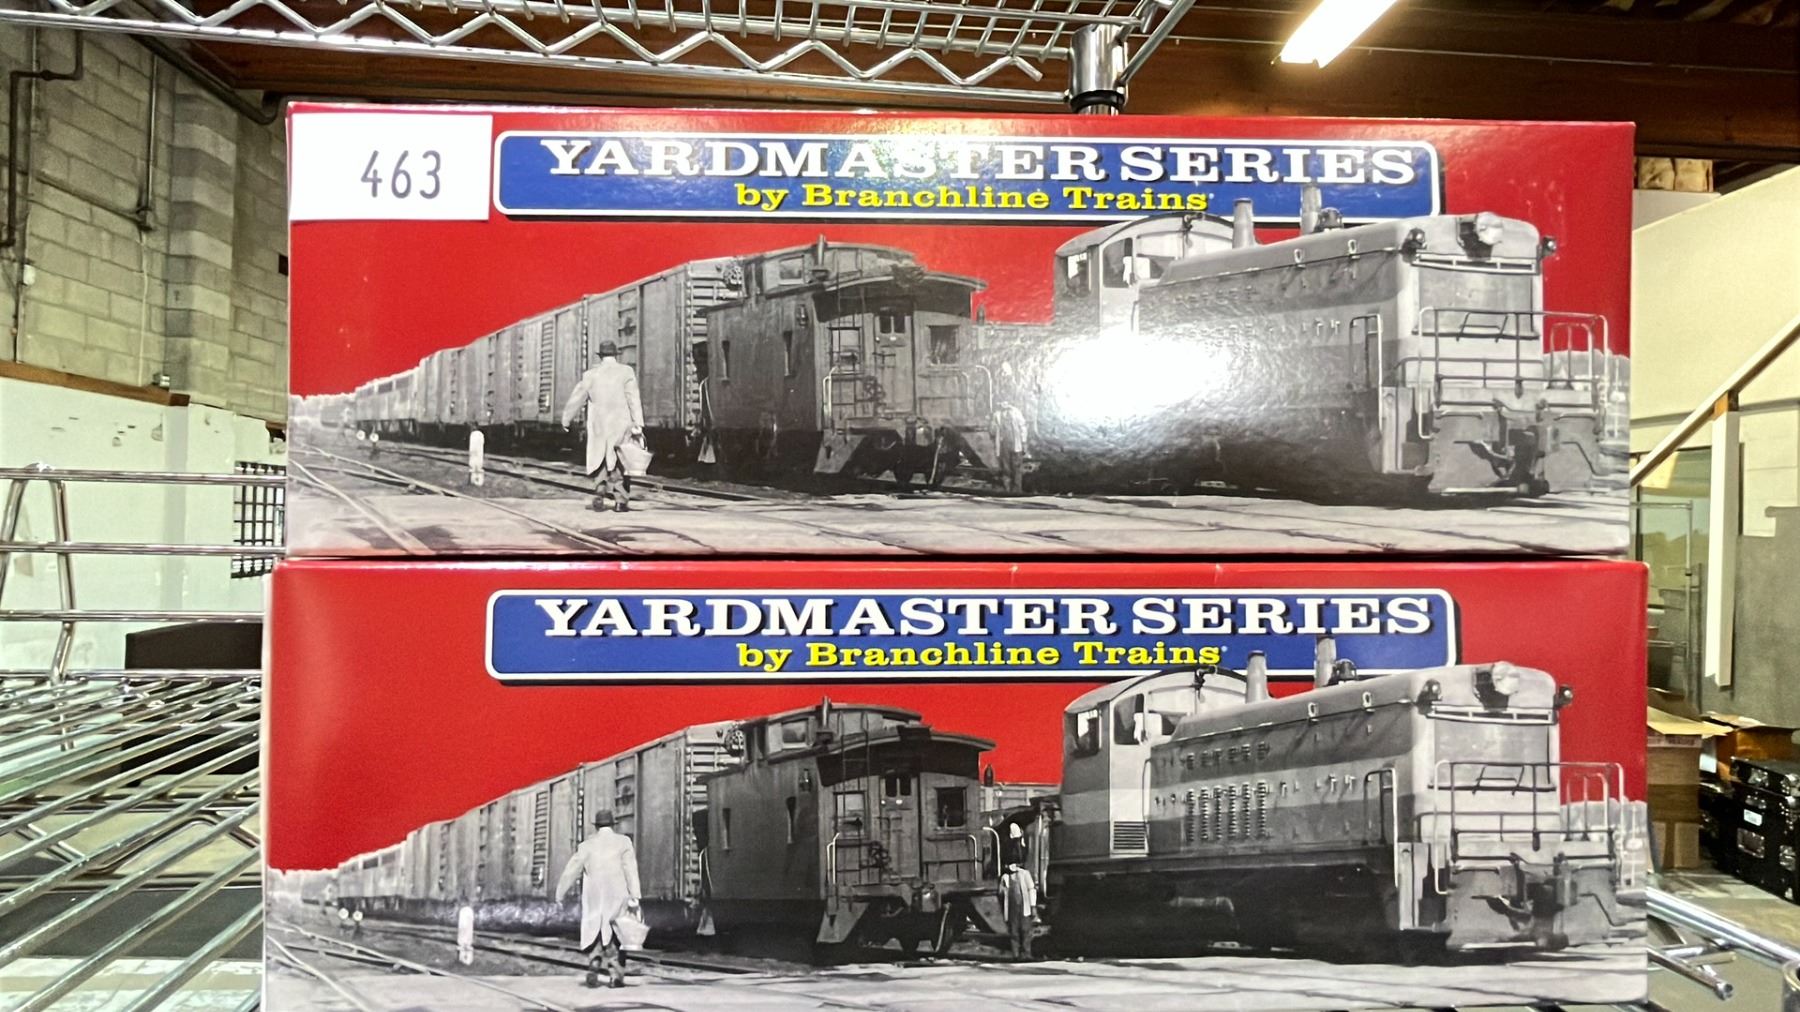 463
YARDMASTER SERIES
by Branchline Trains
YARDMASTER SERIES
by Branchline Trains